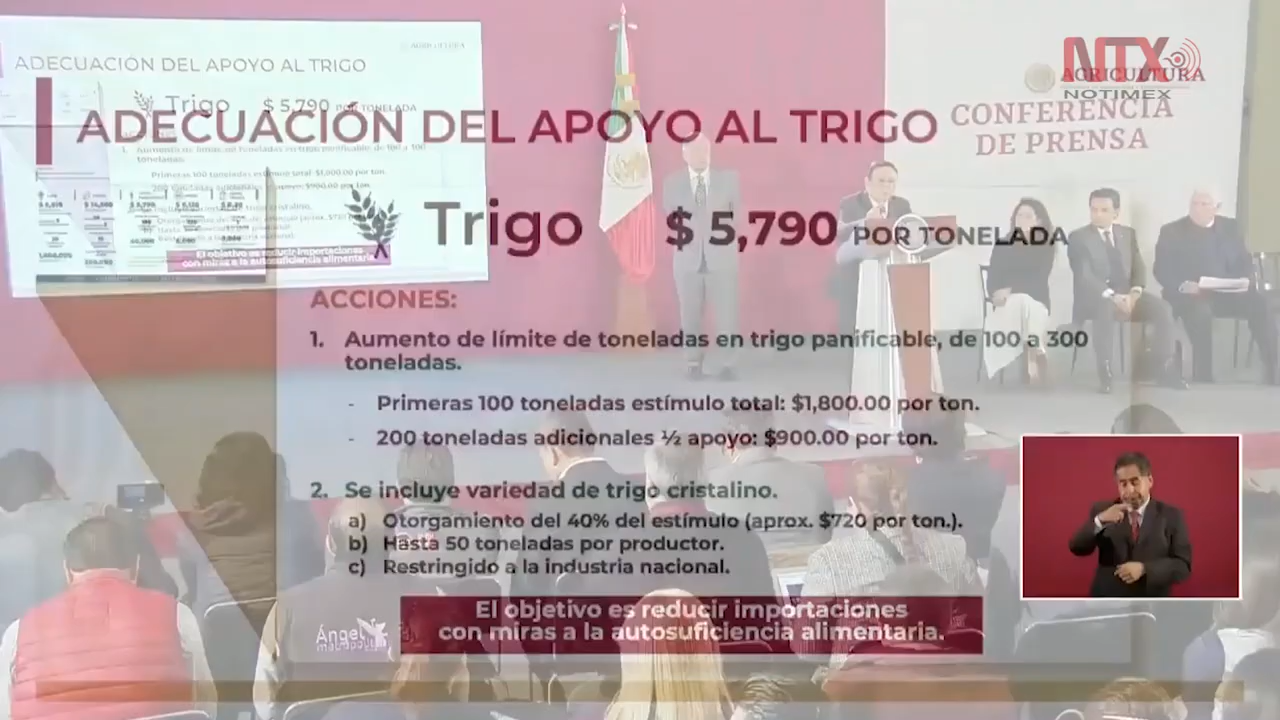 NTX
AGRICULTURA
NOTIMEX
CONFERENCIA
DE PRENSA
ADECUACIÓN DEL APOYO AL TRIGO
Trigo $ 5,790 POR TONELADA
ADECUACIÓN DEL APOYO AL TRIGO
Trigo $ 5,790 POR TONELADA
ACCIONES:
1. Aumento de límite de toneladas en trigo panificable, de 100 a 300
toneladas.
- Primeras 100 toneladas estímulo total: $1,800.00 por ton.
- 200 toneladas adicionales ½ apoyo: $900.00 por ton.
2. Se incluye variedad de trigo cristalino.
a) Otorgamiento del 40% del estímulo (aprox. $720 por ton.).
b) Hasta 50 toneladas por productor.
c) Restringido a la industria nacional.
El objetivo es reducir importaciones
con miras a la autosuficiencia alimentaria.
Ángel